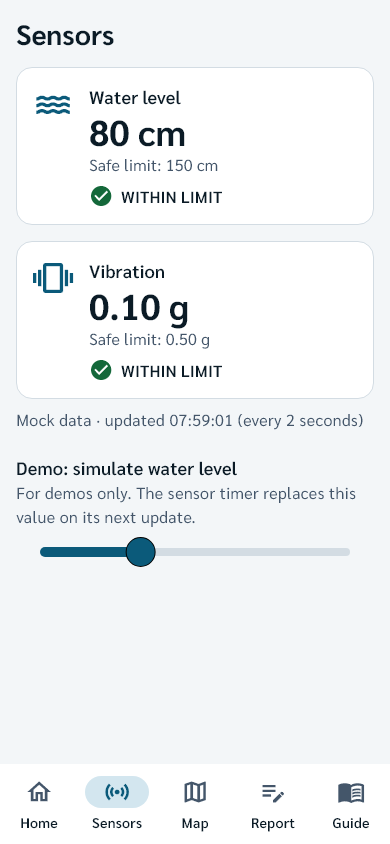 Sensors
Water level
80 cm
Safe limit: 150 cm
WITHIN LIMIT
Vibration
0.10 g
Safe limit: 0.50 g
WITHIN LIMIT
Mock data · updated 07:59:01 (every 2 seconds)
Demo: simulate water level
For demos only. The sensor timer replaces this
value on its next update.
Home
Sensors
Map
Report
Guide